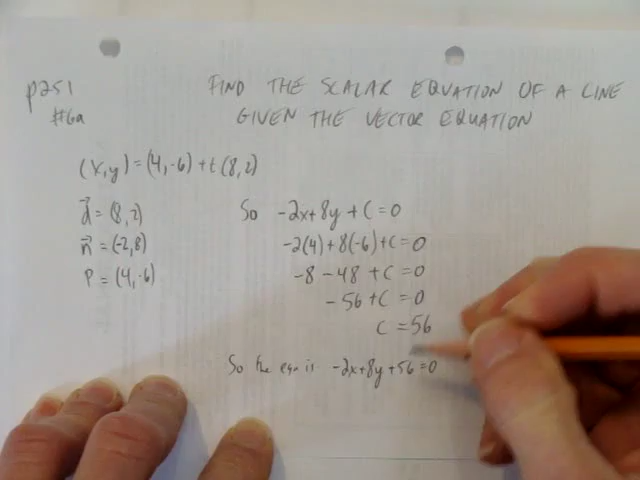 p251
#6a
FIND THE SCALAR EQUATION OF A LINE
GIVEN THE VECTOR EQUATION
(x,y) = (4,-6) + t(8,2)
d⃗ = (8,2)
n⃗ = (-2,8)
P = (4,-6)
So -2x+8y+C=0
-2(4)+8(-6)+C=0
-8-48+C=0
-56+C=0
C=56
So the eqn is -2x+8y+56=0